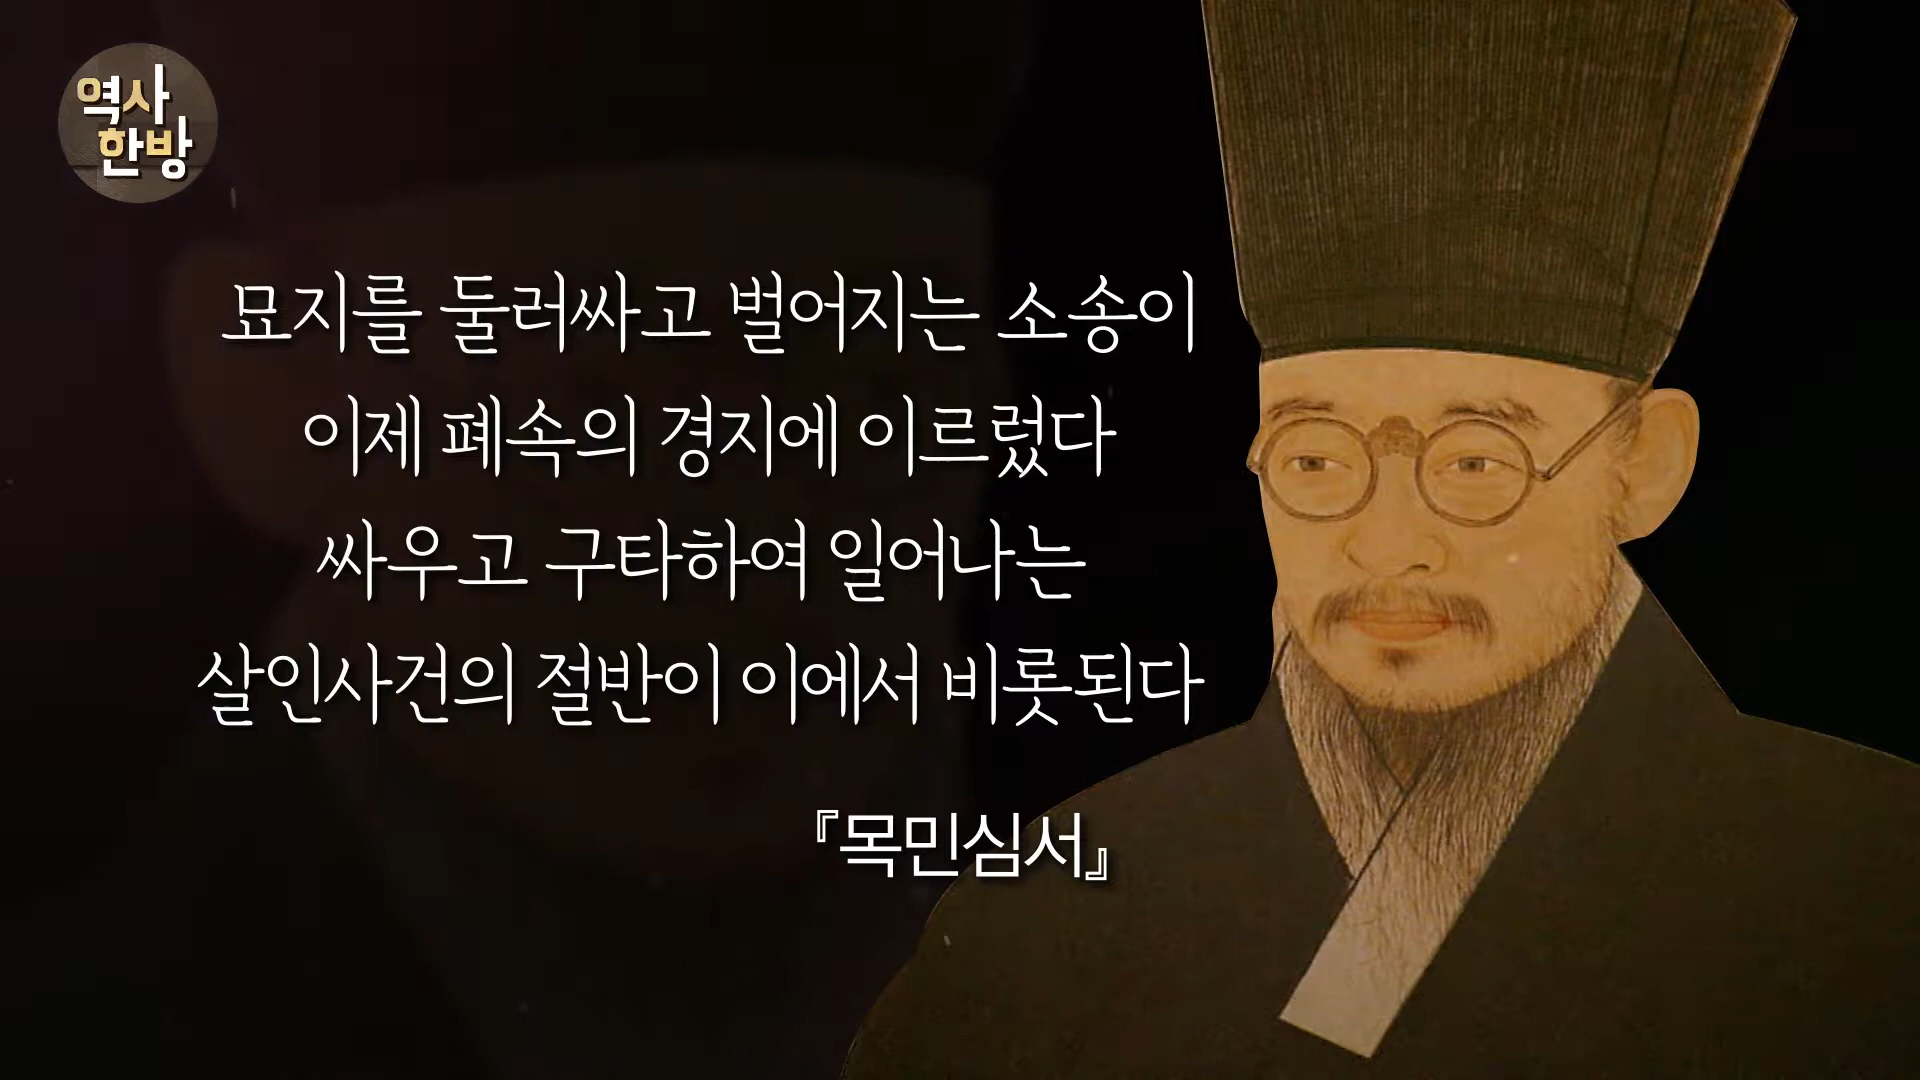 역사
한방
묘지를 둘러싸고 벌어지는 소송이
이제 폐속의 경지에 이르렀다
싸우고 구타하여 일어나는
살인사건의 절반이 이에서 비롯된다
『목민심서』